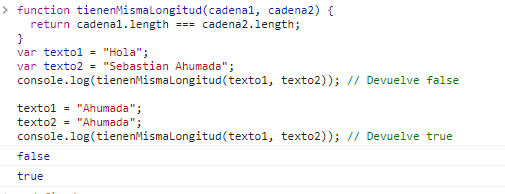 function tienenMismaLongitud(cadena1, cadena2) {
  return cadena1.length === cadena2.length;
}
var texto1 = "Hola";
var texto2 = "Sebastian Ahumada";
console.log(tienenMismaLongitud(texto1, texto2)); // Devuelve false

texto1 = "Ahumada";
texto2 = "Ahumada";
console.log(tienenMismaLongitud(texto1, texto2)); // Devuelve true
false
true